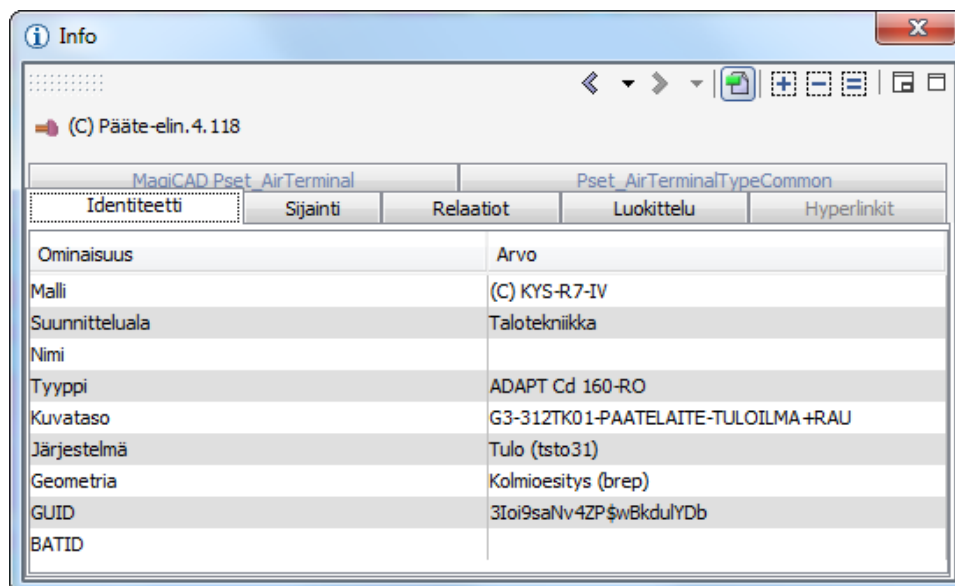 Info
(C) Pääte-elin.4.118
MagiCAD Pset_AirTerminal Pset_AirTerminalTypeCommon
Identiteetti Sijainti Relaatiot Luokittelu Hyperlinkit
Ominaisuus Arvo
Malli (C) KYS-R7-IV
Suunnitteluala Talotekniikka
Nimi
Tyyppi ADAPT Cd 160-RO
Kuvataso G3-312TK01-PAATELAITE-TULOILMA+RAU
Järjestelmä Tulo (tsto31)
Geometria Kolmioesitys (brep)
GUID 3Ioi9saNv4ZP$wBkdulYDb
BATID